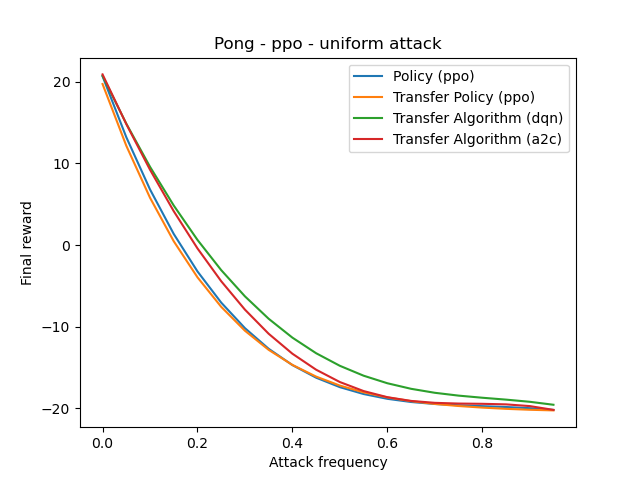 Pong - ppo - uniform attack
Policy (ppo)
Transfer Policy (ppo)
Transfer Algorithm (dqn)
Transfer Algorithm (a2c)
Final reward
20
10
0
−10
−20
0.0 0.2 0.4 0.6 0.8
Attack frequency